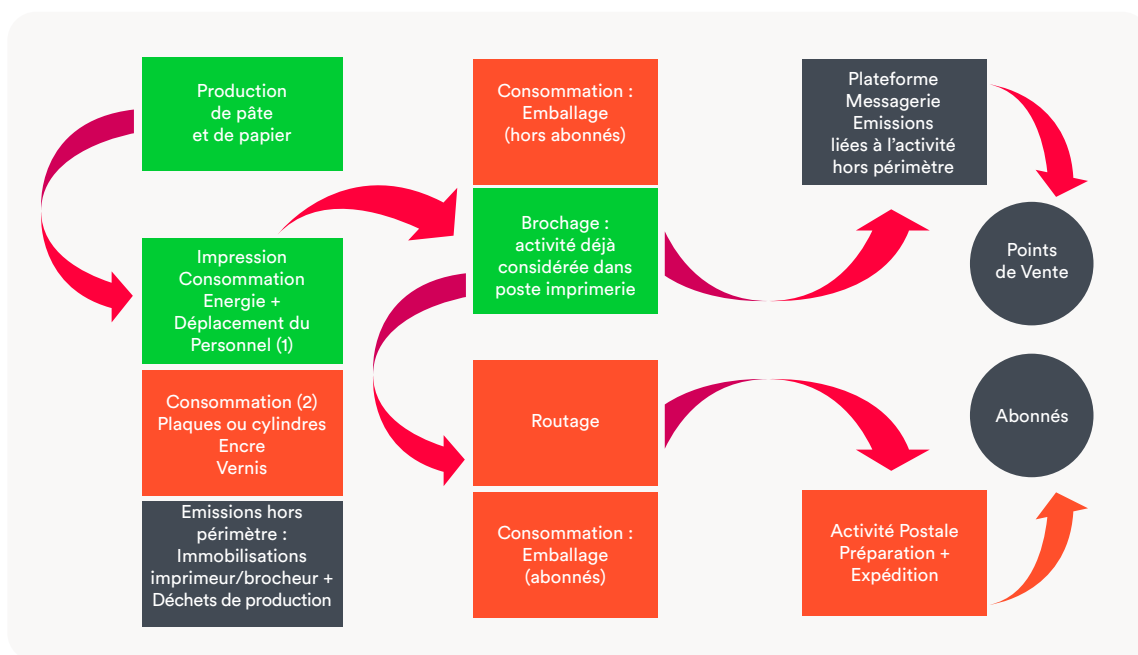 Production
de pâte
et de papier
Impression
Consommation
Energie +
Déplacement du
Personnel (1)
Consommation (2)
Plaques ou cylindres
Encre
Vernis
Emissions hors
périmètre :
Immobilisations
imprimeur/brocheur +
Déchets de production
Consommation :
Emballage
(hors abonnés)
Brochage :
activité déjà
considérée dans
poste imprimerie
Routage
Consommation :
Emballage
(abonnés)
Plateforme
Messagerie
Emissions
liées à l'activité
hors périmètre
Points
de Vente
Abonnés
Activité Postale
Préparation +
Expédition